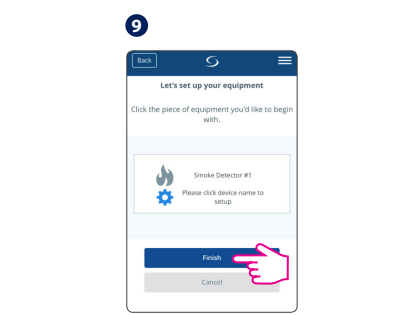 9
Back
Let's set up your equipment
Click the piece of equipment you'd like to begin
with.
Smoke Detector #1
Please click device name to
setup
Finish
Cancel